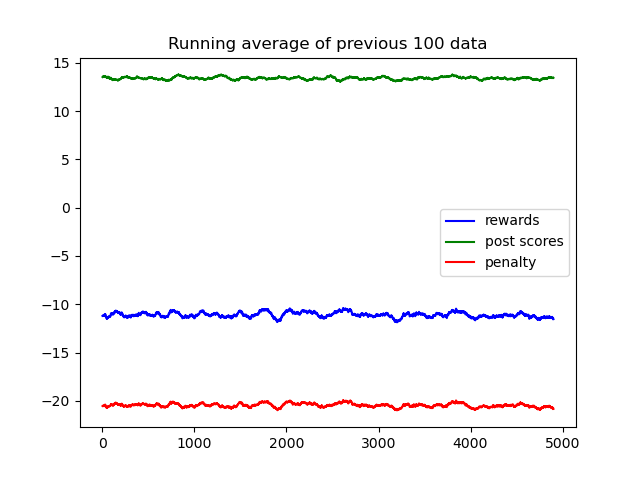 Running average of previous 100 data
15
10
5
0
−5
−10
−15
−20
rewards
post scores
penalty
0 1000 2000 3000 4000 5000